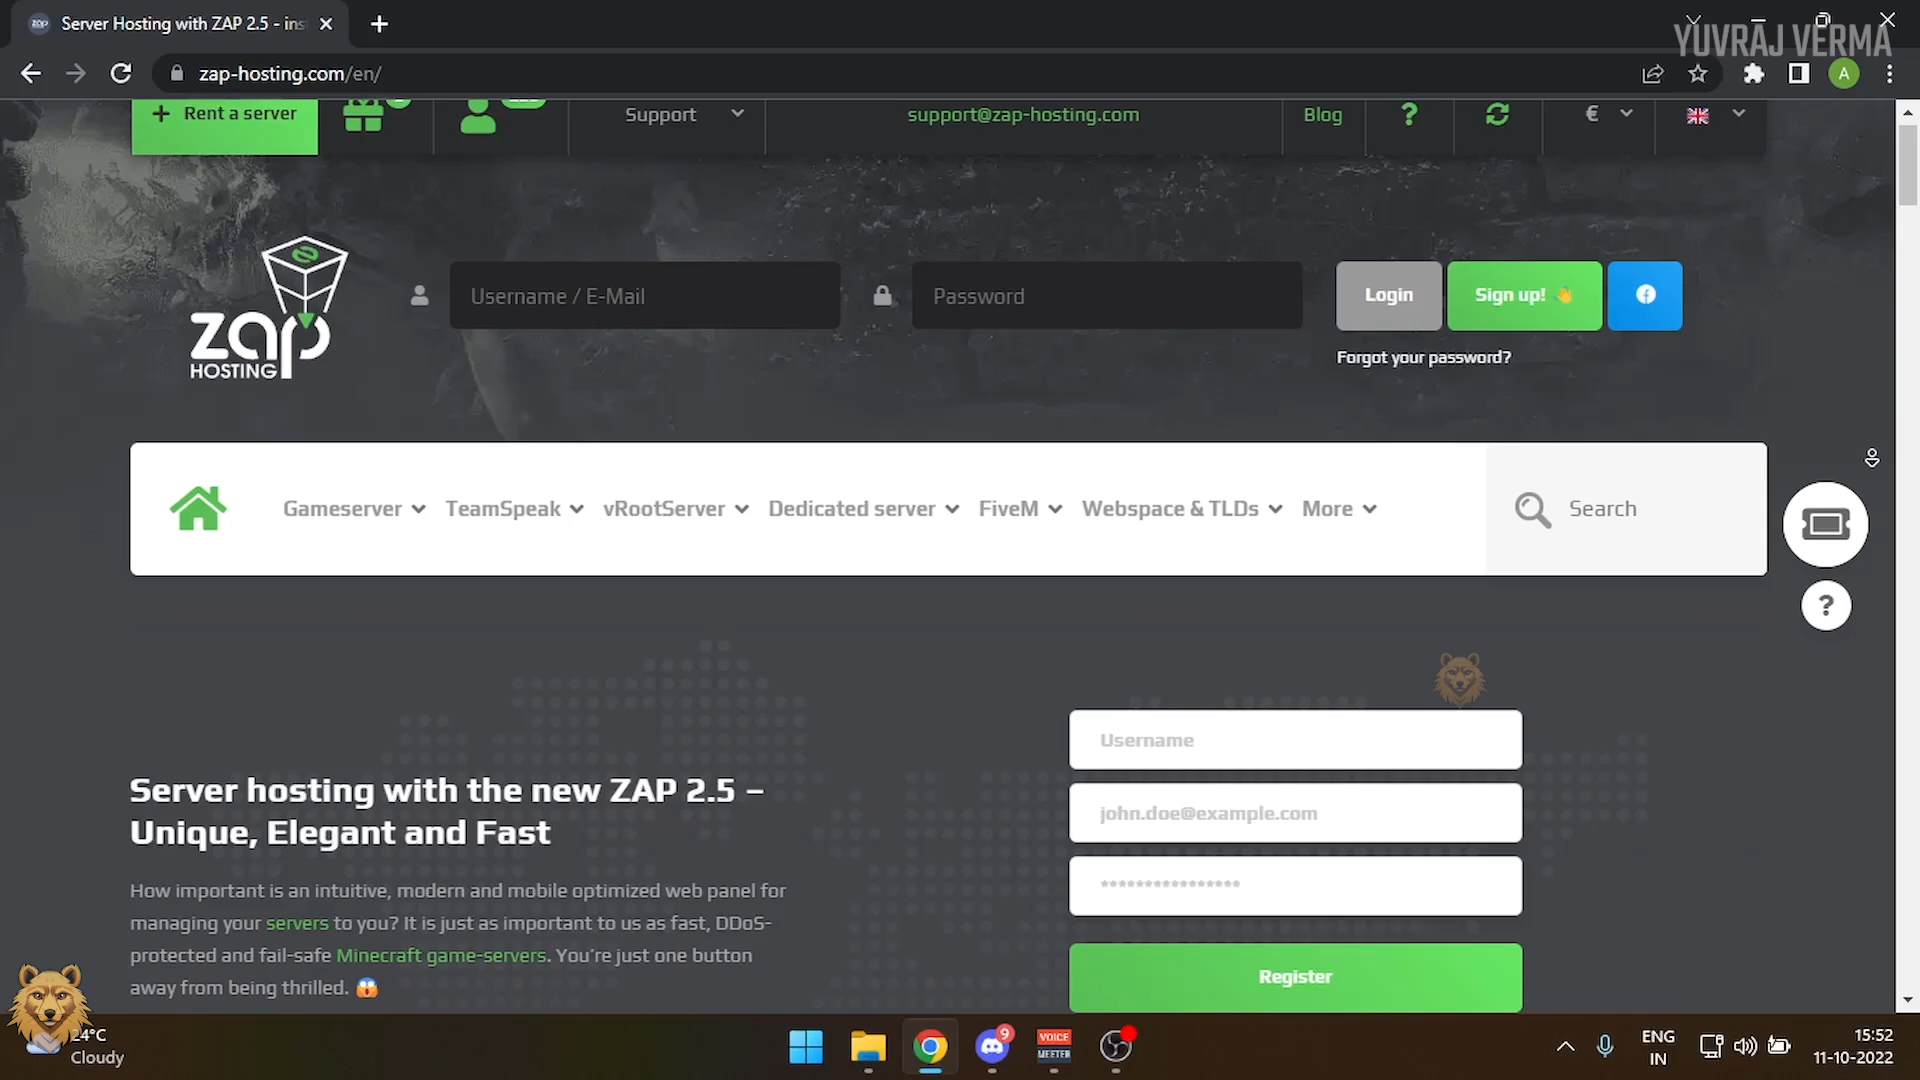 Server Hosting with ZAP 2.5 - ins
YUVRAJ VERMA
zap-hosting.com/en/
A
Rent a server
Support
support@zap-hosting.com
Blog
?
€
zap
HOSTING
Username / E-Mail
Password
Login
Sign up! 👋
Forgot your password?
Gameserver
TeamSpeak
vRootServer
Dedicated server
FiveM
Webspace & TLDs
More
Search
?
Username
john.doe@example.com
****************
Server hosting with the new ZAP 2.5 –
Unique, Elegant and Fast
How important is an intuitive, modern and mobile optimized web panel for
managing your servers to you? It is just as important to us as fast, DDoS-
protected and fail-safe Minecraft game-servers. You're just one button
away from being thrilled. 😱
Register
24°C
Cloudy
9
VOICE
MEETER
ENG
IN
15:52
11-10-2022